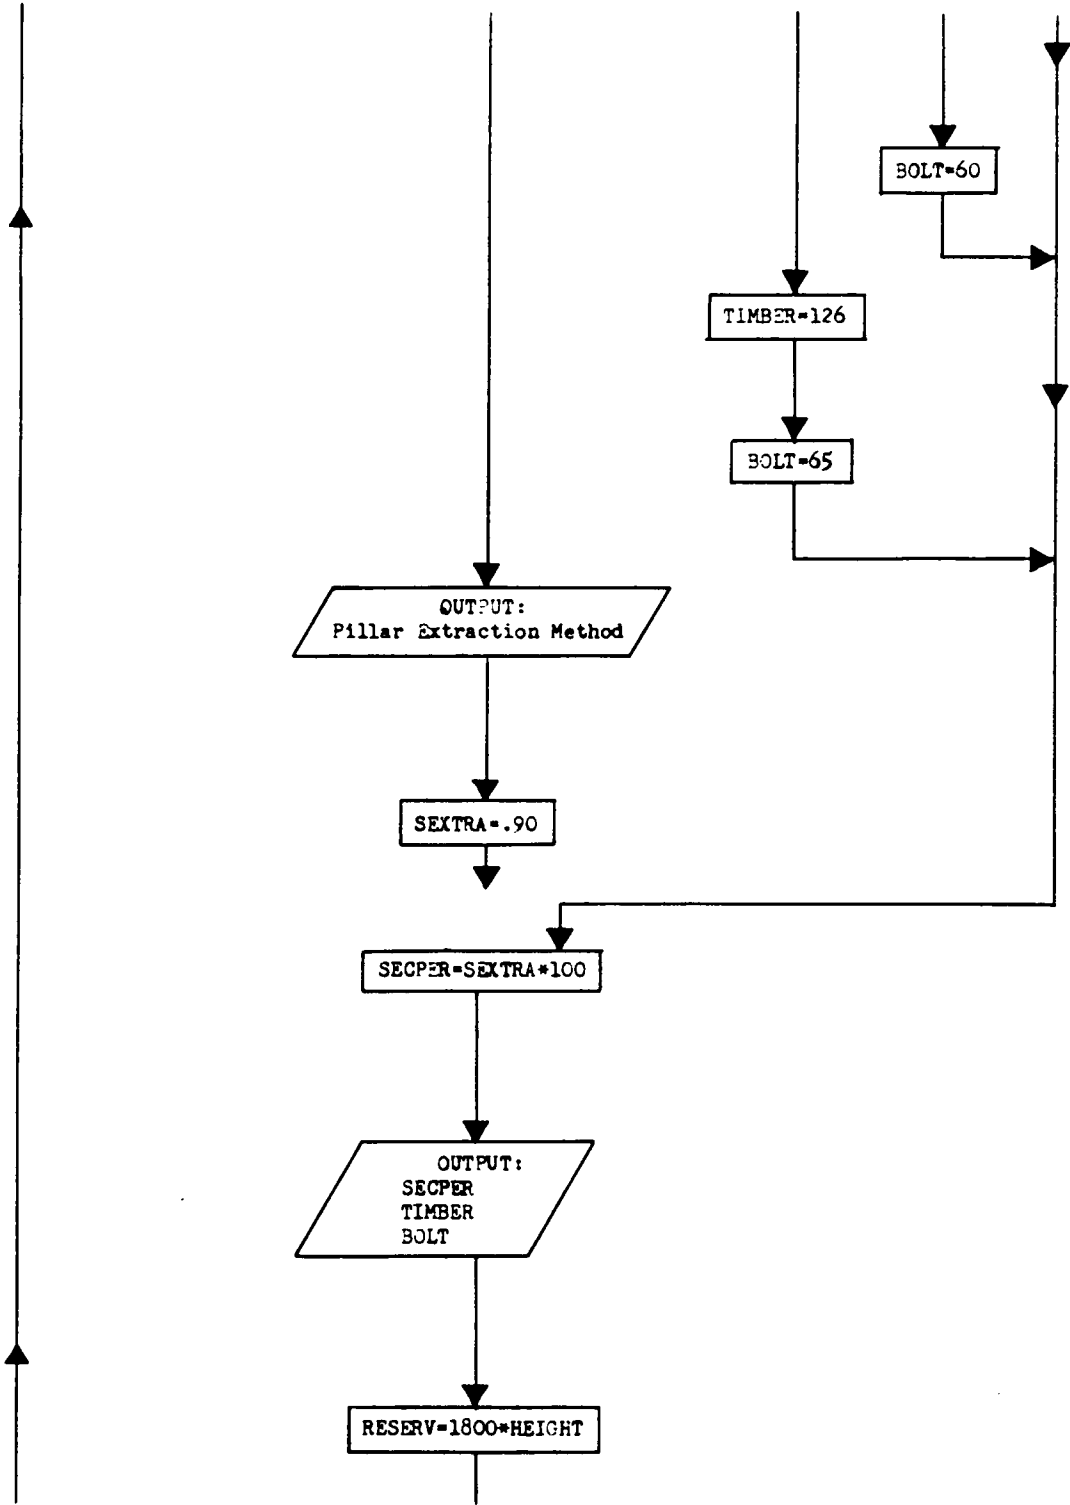 BOLT=60
TIMBER=126
BOLT=65
OUTPUT:
Pillar Extraction Method
SEXTRA=.90
SECPER=SEXTRA*100
OUTPUT:
SECPER
TIMBER
BOLT
RESERV=1800*HEIGHT